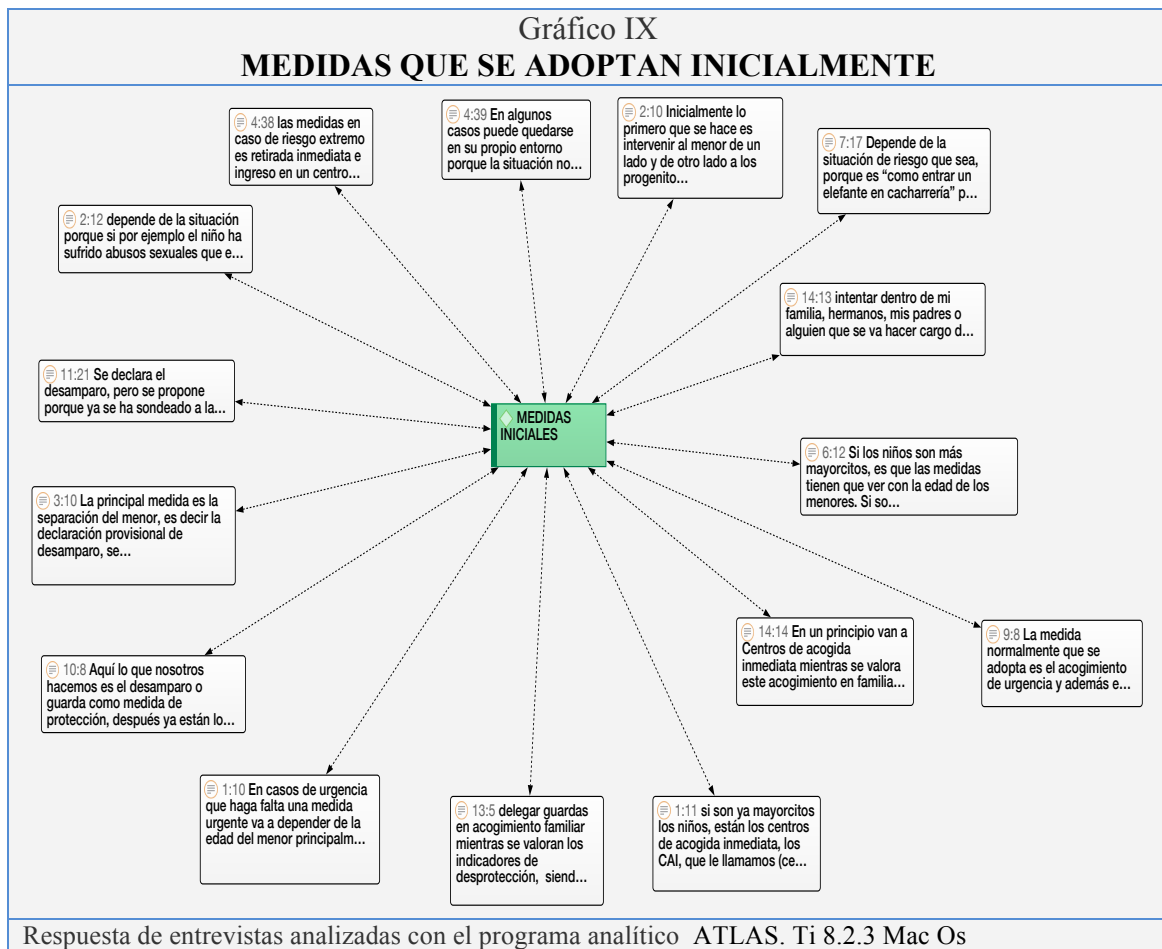 Gráfico IX
MEDIDAS QUE SE ADOPTAN INICIALMENTE
4:38 las medidas en
caso de riesgo extremo
es retirada inmediata e
ingreso en un centro...
4:39 En algunos
casos puede quedarse
en su propio entorno
porque la situación no...
2:10 Inicialmente lo
primero que se hace es
intervenir al menor de un
lado y de otro lado a los
progenito...
7:17 Depende de la
situación de riesgo que sea,
porque es “como entrar un
elefante en cacharrería” p...
2:12 depende de la situación
porque si por ejemplo el niño ha
sufrido abusos sexuales que e...
14:13 intentar dentro de mi
familia, hermanos, mis padres o
alguien que se va hacer cargo d...
11:21 Se declara el
desamparo, pero se propone
porque ya se ha sondeado a la...
MEDIDAS
INICIALES
6:12 Si los niños son más
mayorcitos, es que las medidas
tienen que ver con la edad de los
menores. Si so...
3:10 La principal medida es la
separación del menor, es decir la
declaración provisional de
desamparo, se...
14:14 En un principio van a
Centros de acogida
inmediata mientras se valora
este acogimiento en familia...
9:8 La medida
normalmente que se
adopta es el acogimiento
de urgencia y además e...
10:8 Aquí lo que nosotros
hacemos es el desamparo o
guarda como medida de
protección, después ya están lo...
1:10 En casos de urgencia
que haga falta una medida
urgente va a depender de la
edad del menor principalm...
13:5 delegar guardas
en acogimiento familiar
mientras se valoran los
indicadores de
desprotección, siend...
1:11 si son ya mayorcitos
los niños, están los centros
de acogida inmediata, los
CAI, que le llamamos (ce...
Respuesta de entrevistas analizadas con el programa analítico ATLAS. Ti 8.2.3 Mac Os